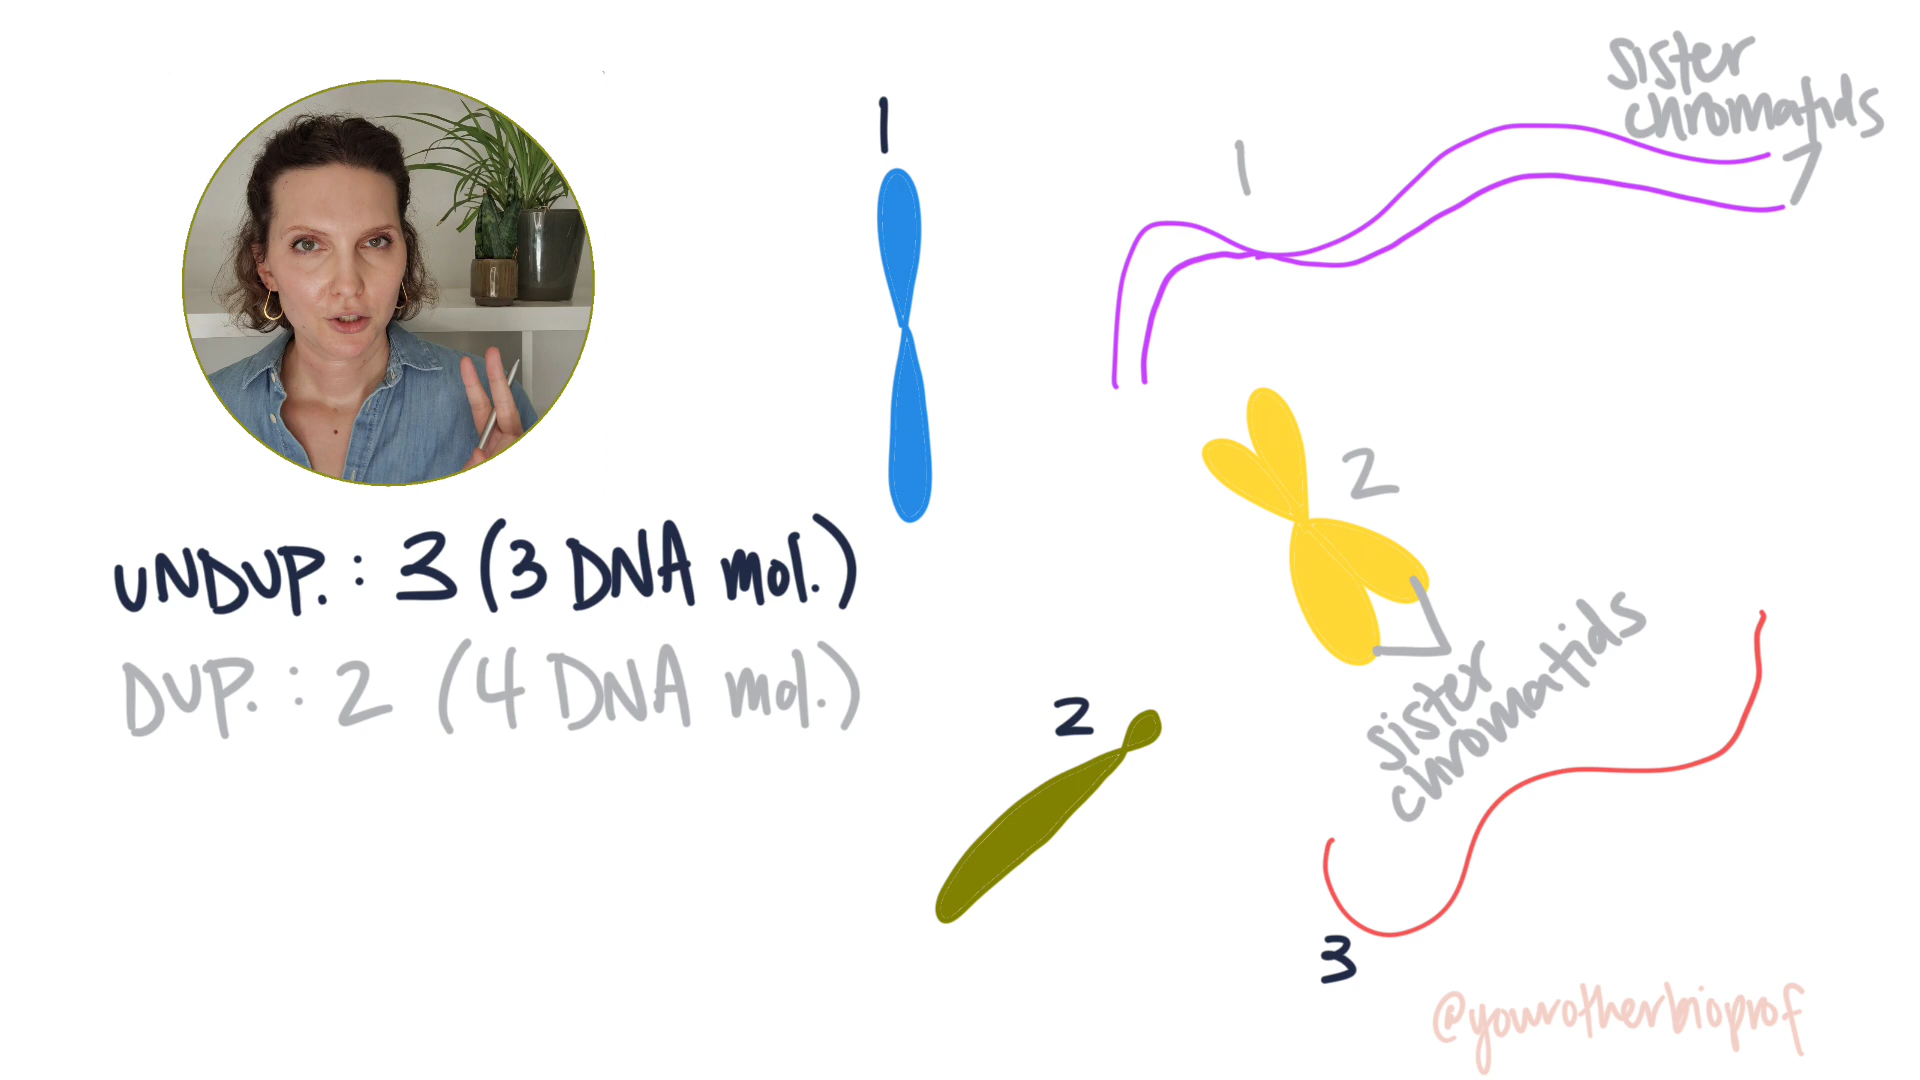 1
sister
chromatids
1
2
UNDUP. : 3 (3 DNA mol.)
DUP. : 2 (4 DNA mol.)
sister
chromatids
2
3
@yourotherbioprof